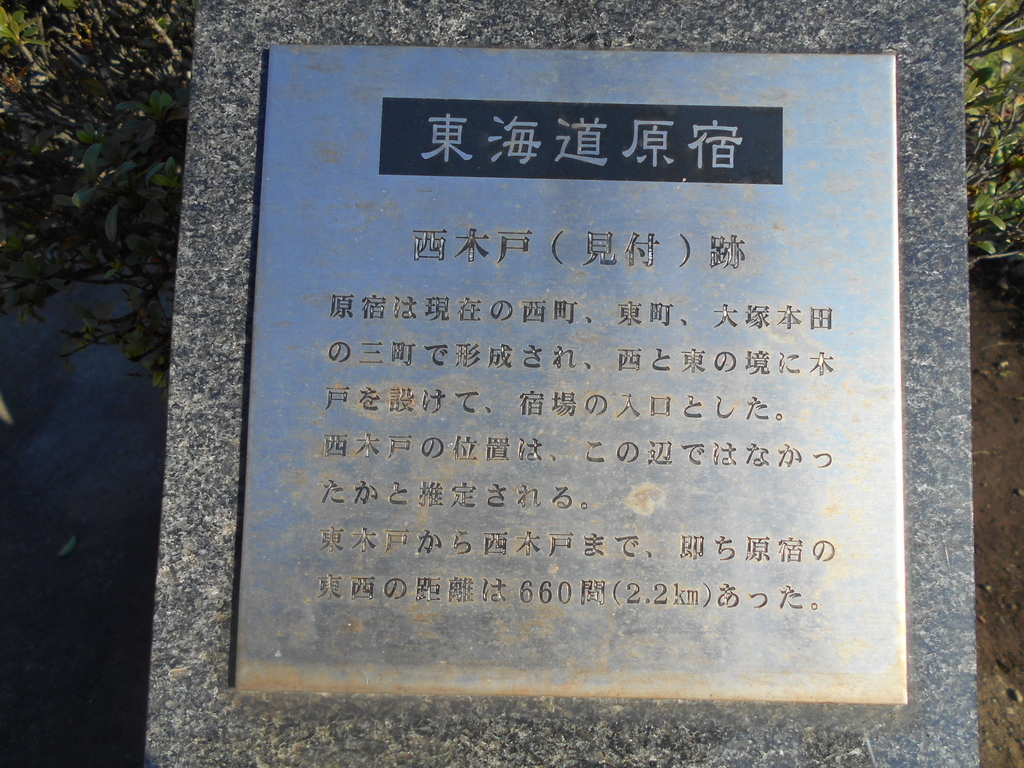 東海道原宿
西木戸(見付)跡
原宿は現在の西町、東町、大塚本田
の三町で形成され、西と東の境に木
戸を設けて、宿場の入口とした。
西木戸の位置は、この辺ではなかっ
たかと推定される。
東木戸から西木戸まで、即ち原宿の
東西の距離は660間(2.2㎞)あった。